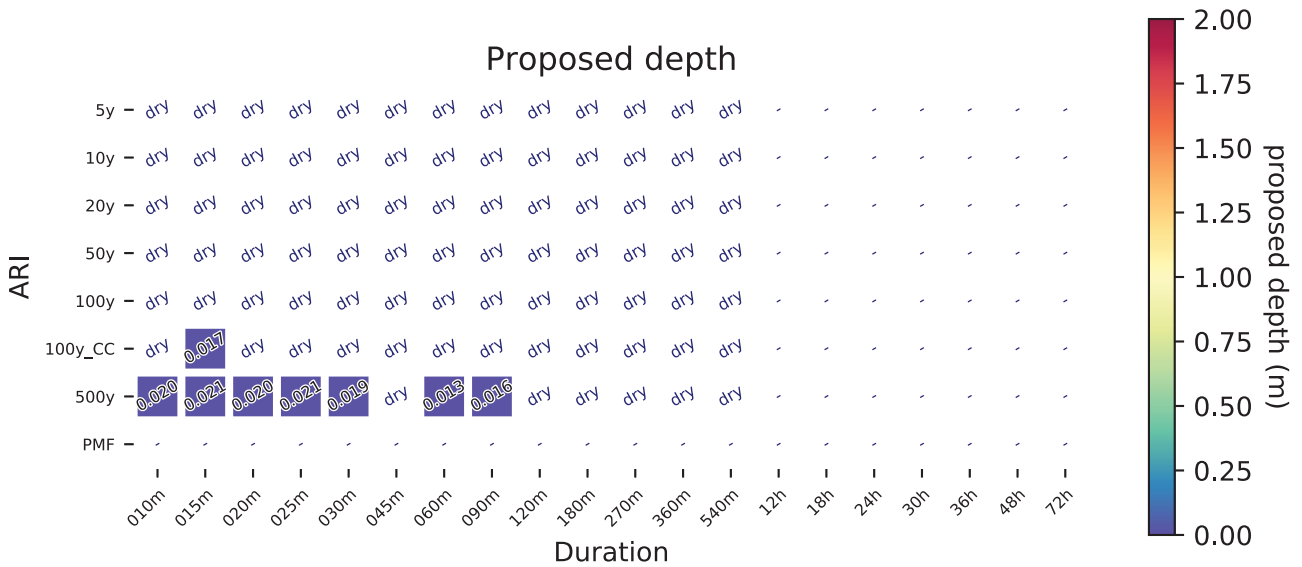 Proposed depth
ARI
5y dry dry dry dry dry dry dry dry dry dry dry dry dry - - - - - - -
10y dry dry dry dry dry dry dry dry dry dry dry dry dry - - - - - - -
20y dry dry dry dry dry dry dry dry dry dry dry dry dry - - - - - - -
50y dry dry dry dry dry dry dry dry dry dry dry dry dry - - - - - - -
100y dry dry dry dry dry dry dry dry dry dry dry dry dry - - - - - - -
100y_CC dry 0.017 dry dry dry dry dry dry dry dry dry dry dry - - - - - - -
500y 0.020 0.021 0.020 0.021 0.019 dry 0.013 0.016 dry dry dry dry dry - - - - - - -
PMF - - - - - - - - - - - - - - - - - - - -
010m 015m 020m 025m 030m 045m 060m 090m 120m 180m 270m 360m 540m 12h 18h 24h 30h 36h 48h 72h
Duration
2.00
1.75
1.50
1.25
1.00
0.75
0.50
0.25
0.00
proposed depth (m)